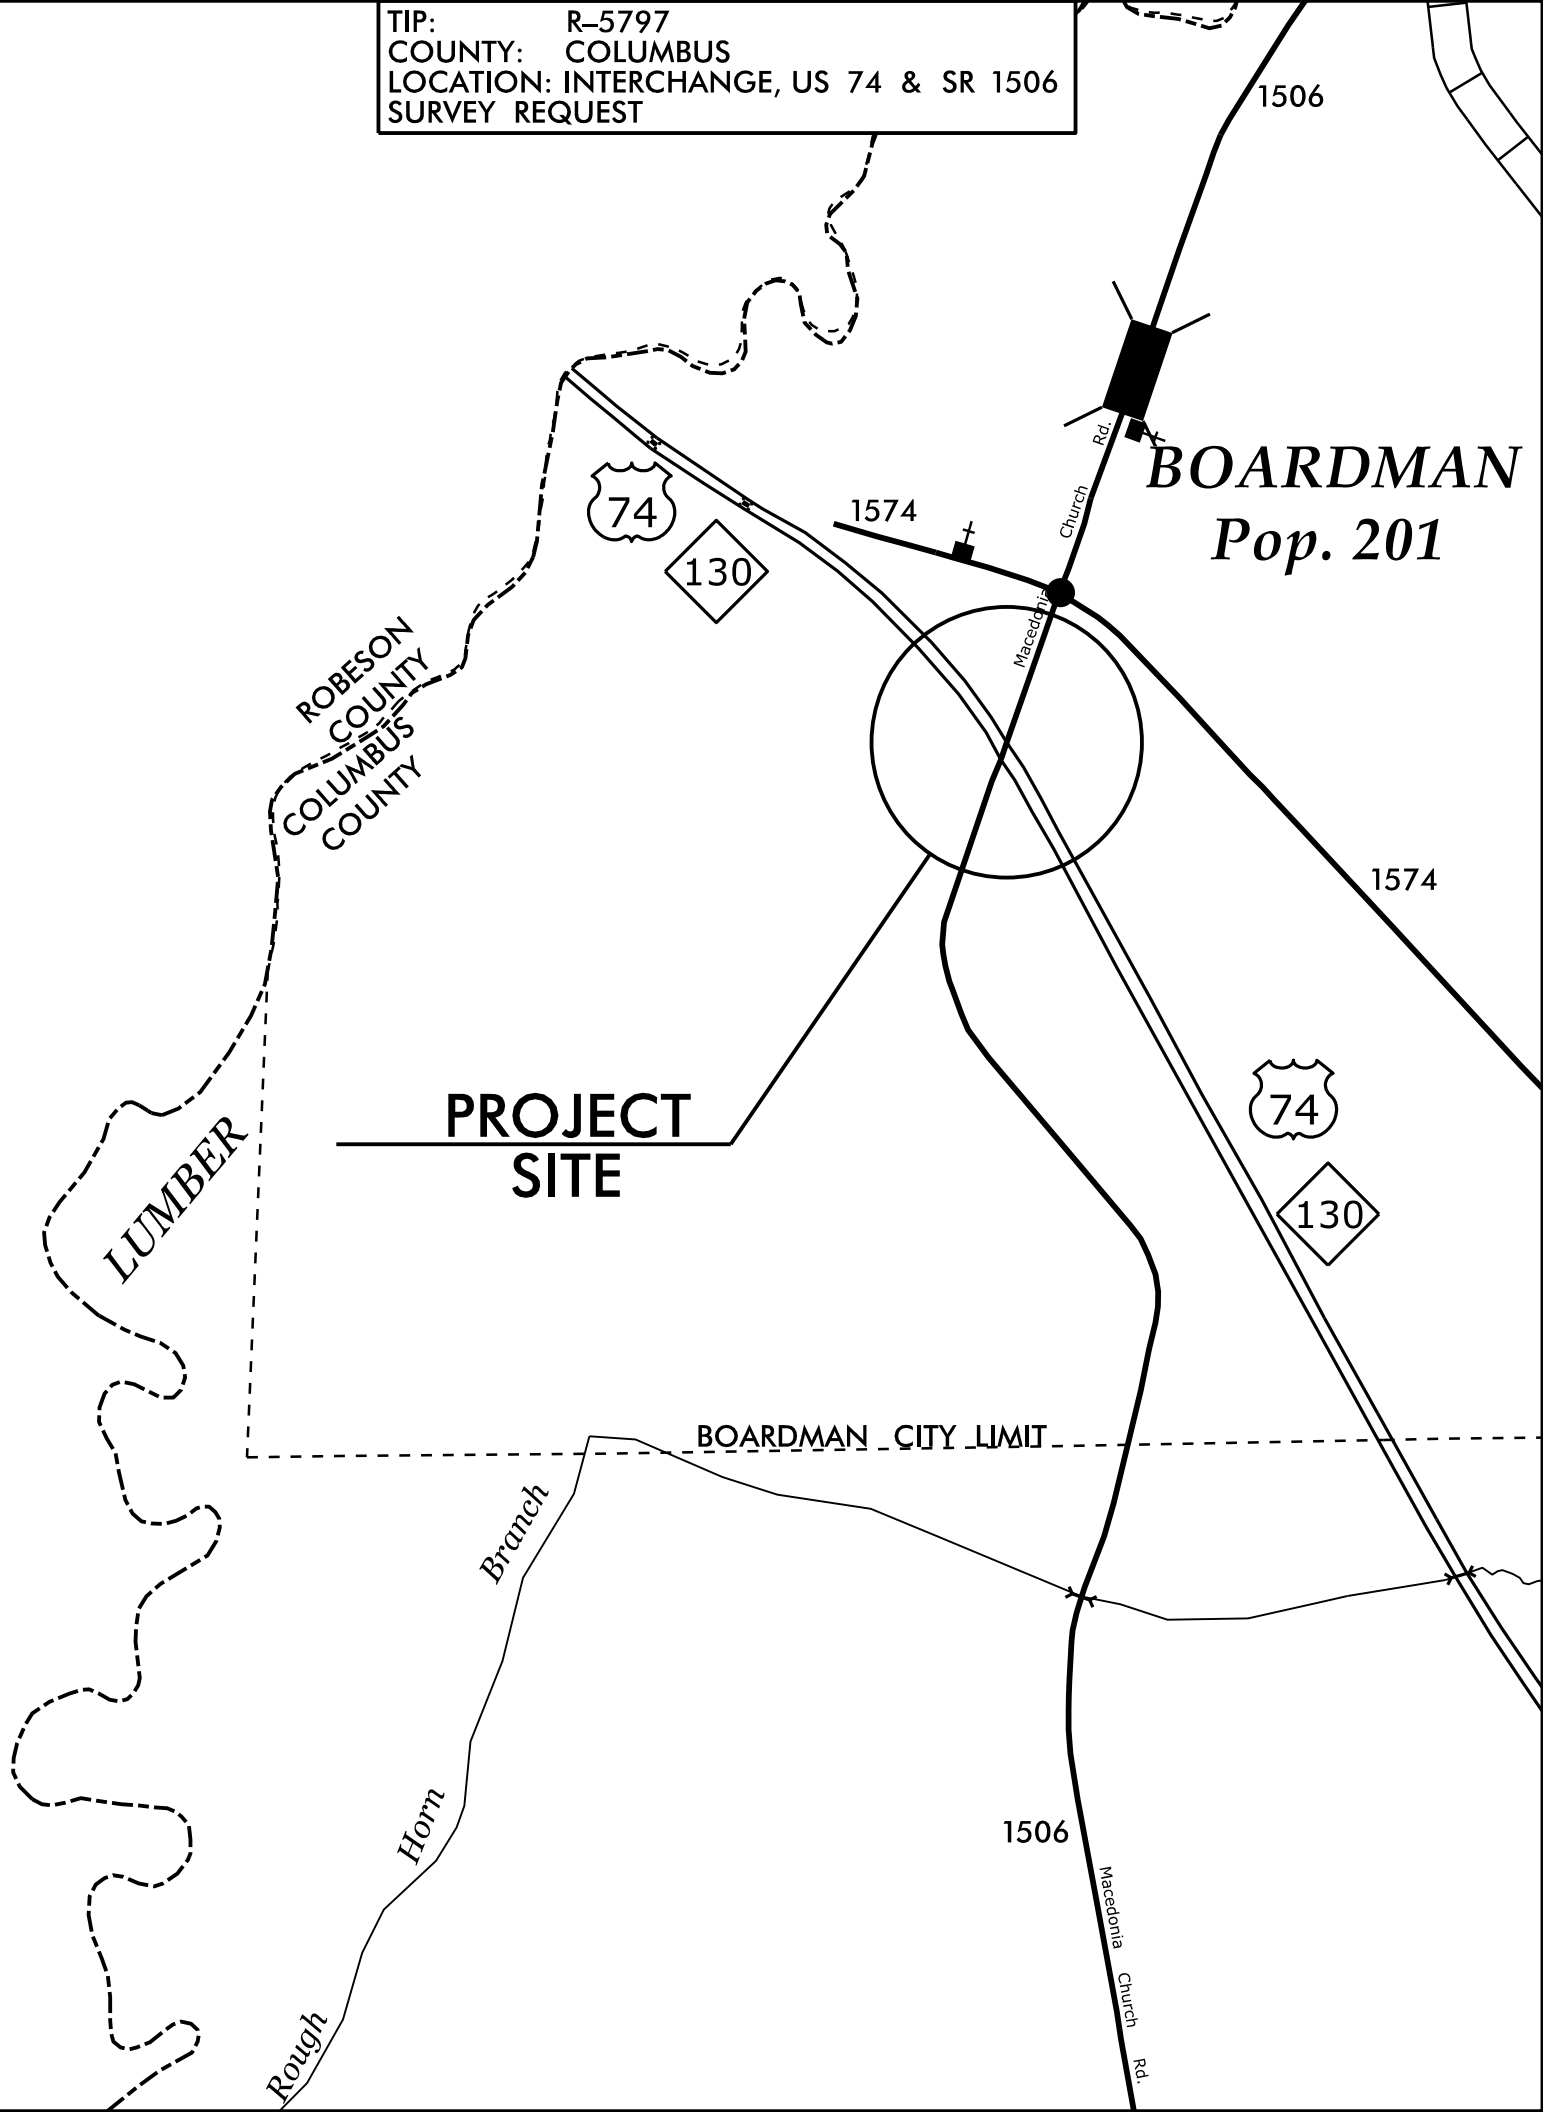 TIP: R-5797
COUNTY: COLUMBUS
LOCATION: INTERCHANGE, US 74 & SR 1506
SURVEY REQUEST
1506
BOARDMAN
Pop. 201
74
130
1574
Macedonia Church Rd.
ROBESON
COUNTY
COLUMBUS
COUNTY
1574
PROJECT
SITE
74
130
LUMBER
BOARDMAN CITY LIMIT
Rough Horn Branch
1506
Macedonia Church Rd.